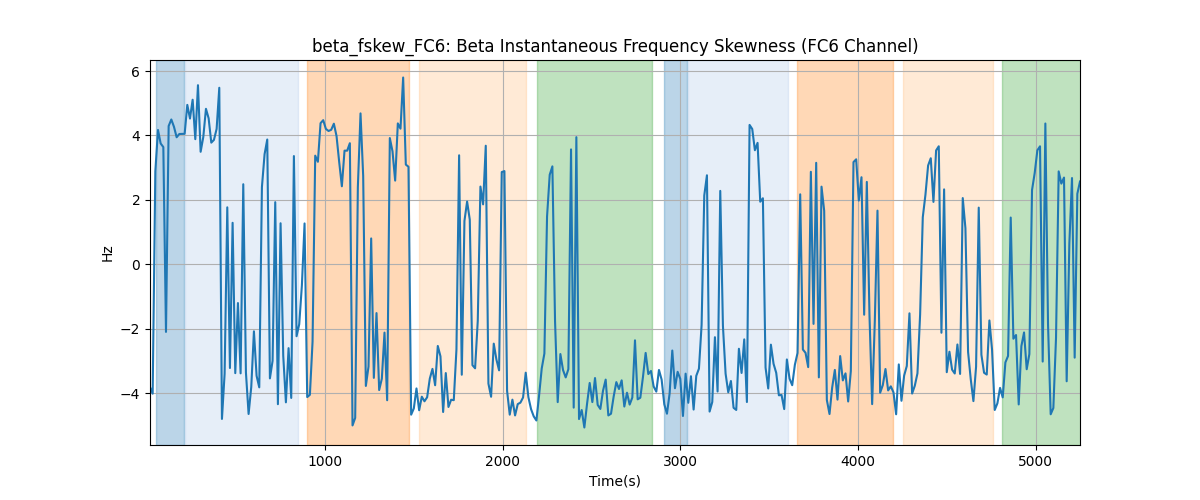 beta_fskew_FC6: Beta Instantaneous Frequency Skewness (FC6 Channel)
6
4
2
0
−2
−4
Hz
1000 2000 3000 4000 5000
Time(s)